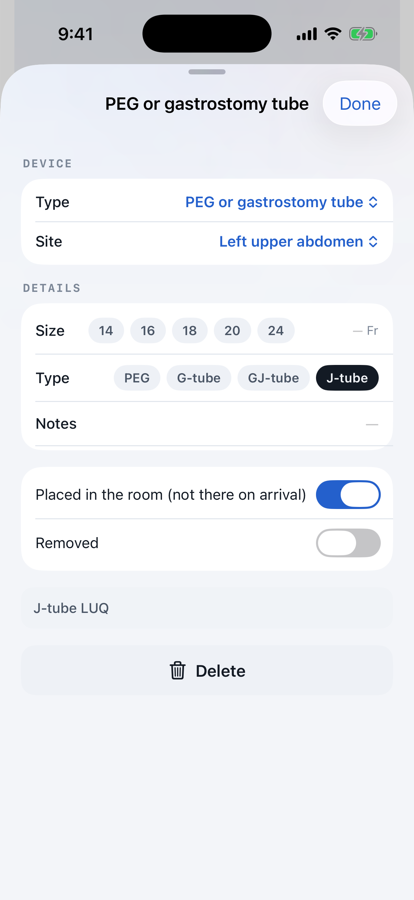 9:41
PEG or gastrostomy tube
Done
DEVICE
Type PEG or gastrostomy tube
Site Left upper abdomen
DETAILS
Size 14 16 18 20 24 — Fr
Type PEG G-tube GJ-tube J-tube
Notes —
Placed in the room (not there on arrival)
Removed
J-tube LUQ
Delete